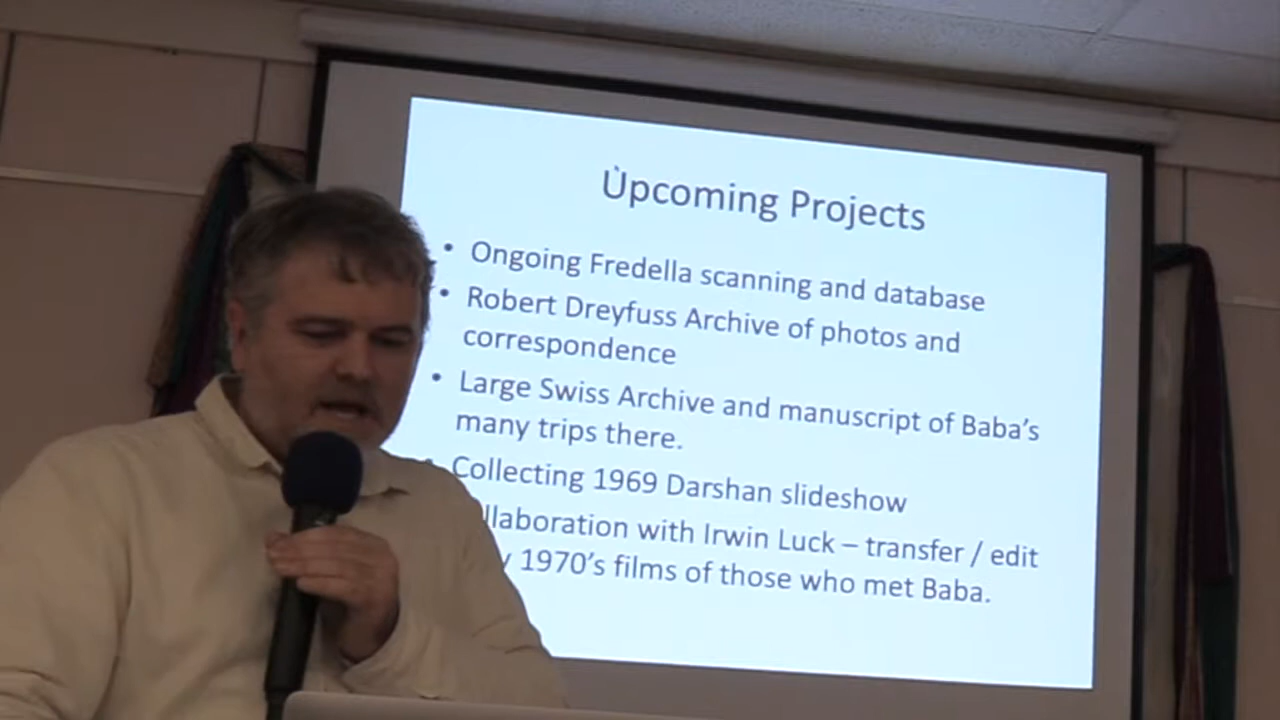 Upcoming Projects
• Ongoing Fredella scanning and database
• Robert Dreyfuss Archive of photos and
correspondence
• Large Swiss Archive and manuscript of Baba's
many trips there.
Collecting 1969 Darshan slideshow
llaboration with Irwin Luck – transfer / edit
1970's films of those who met Baba.